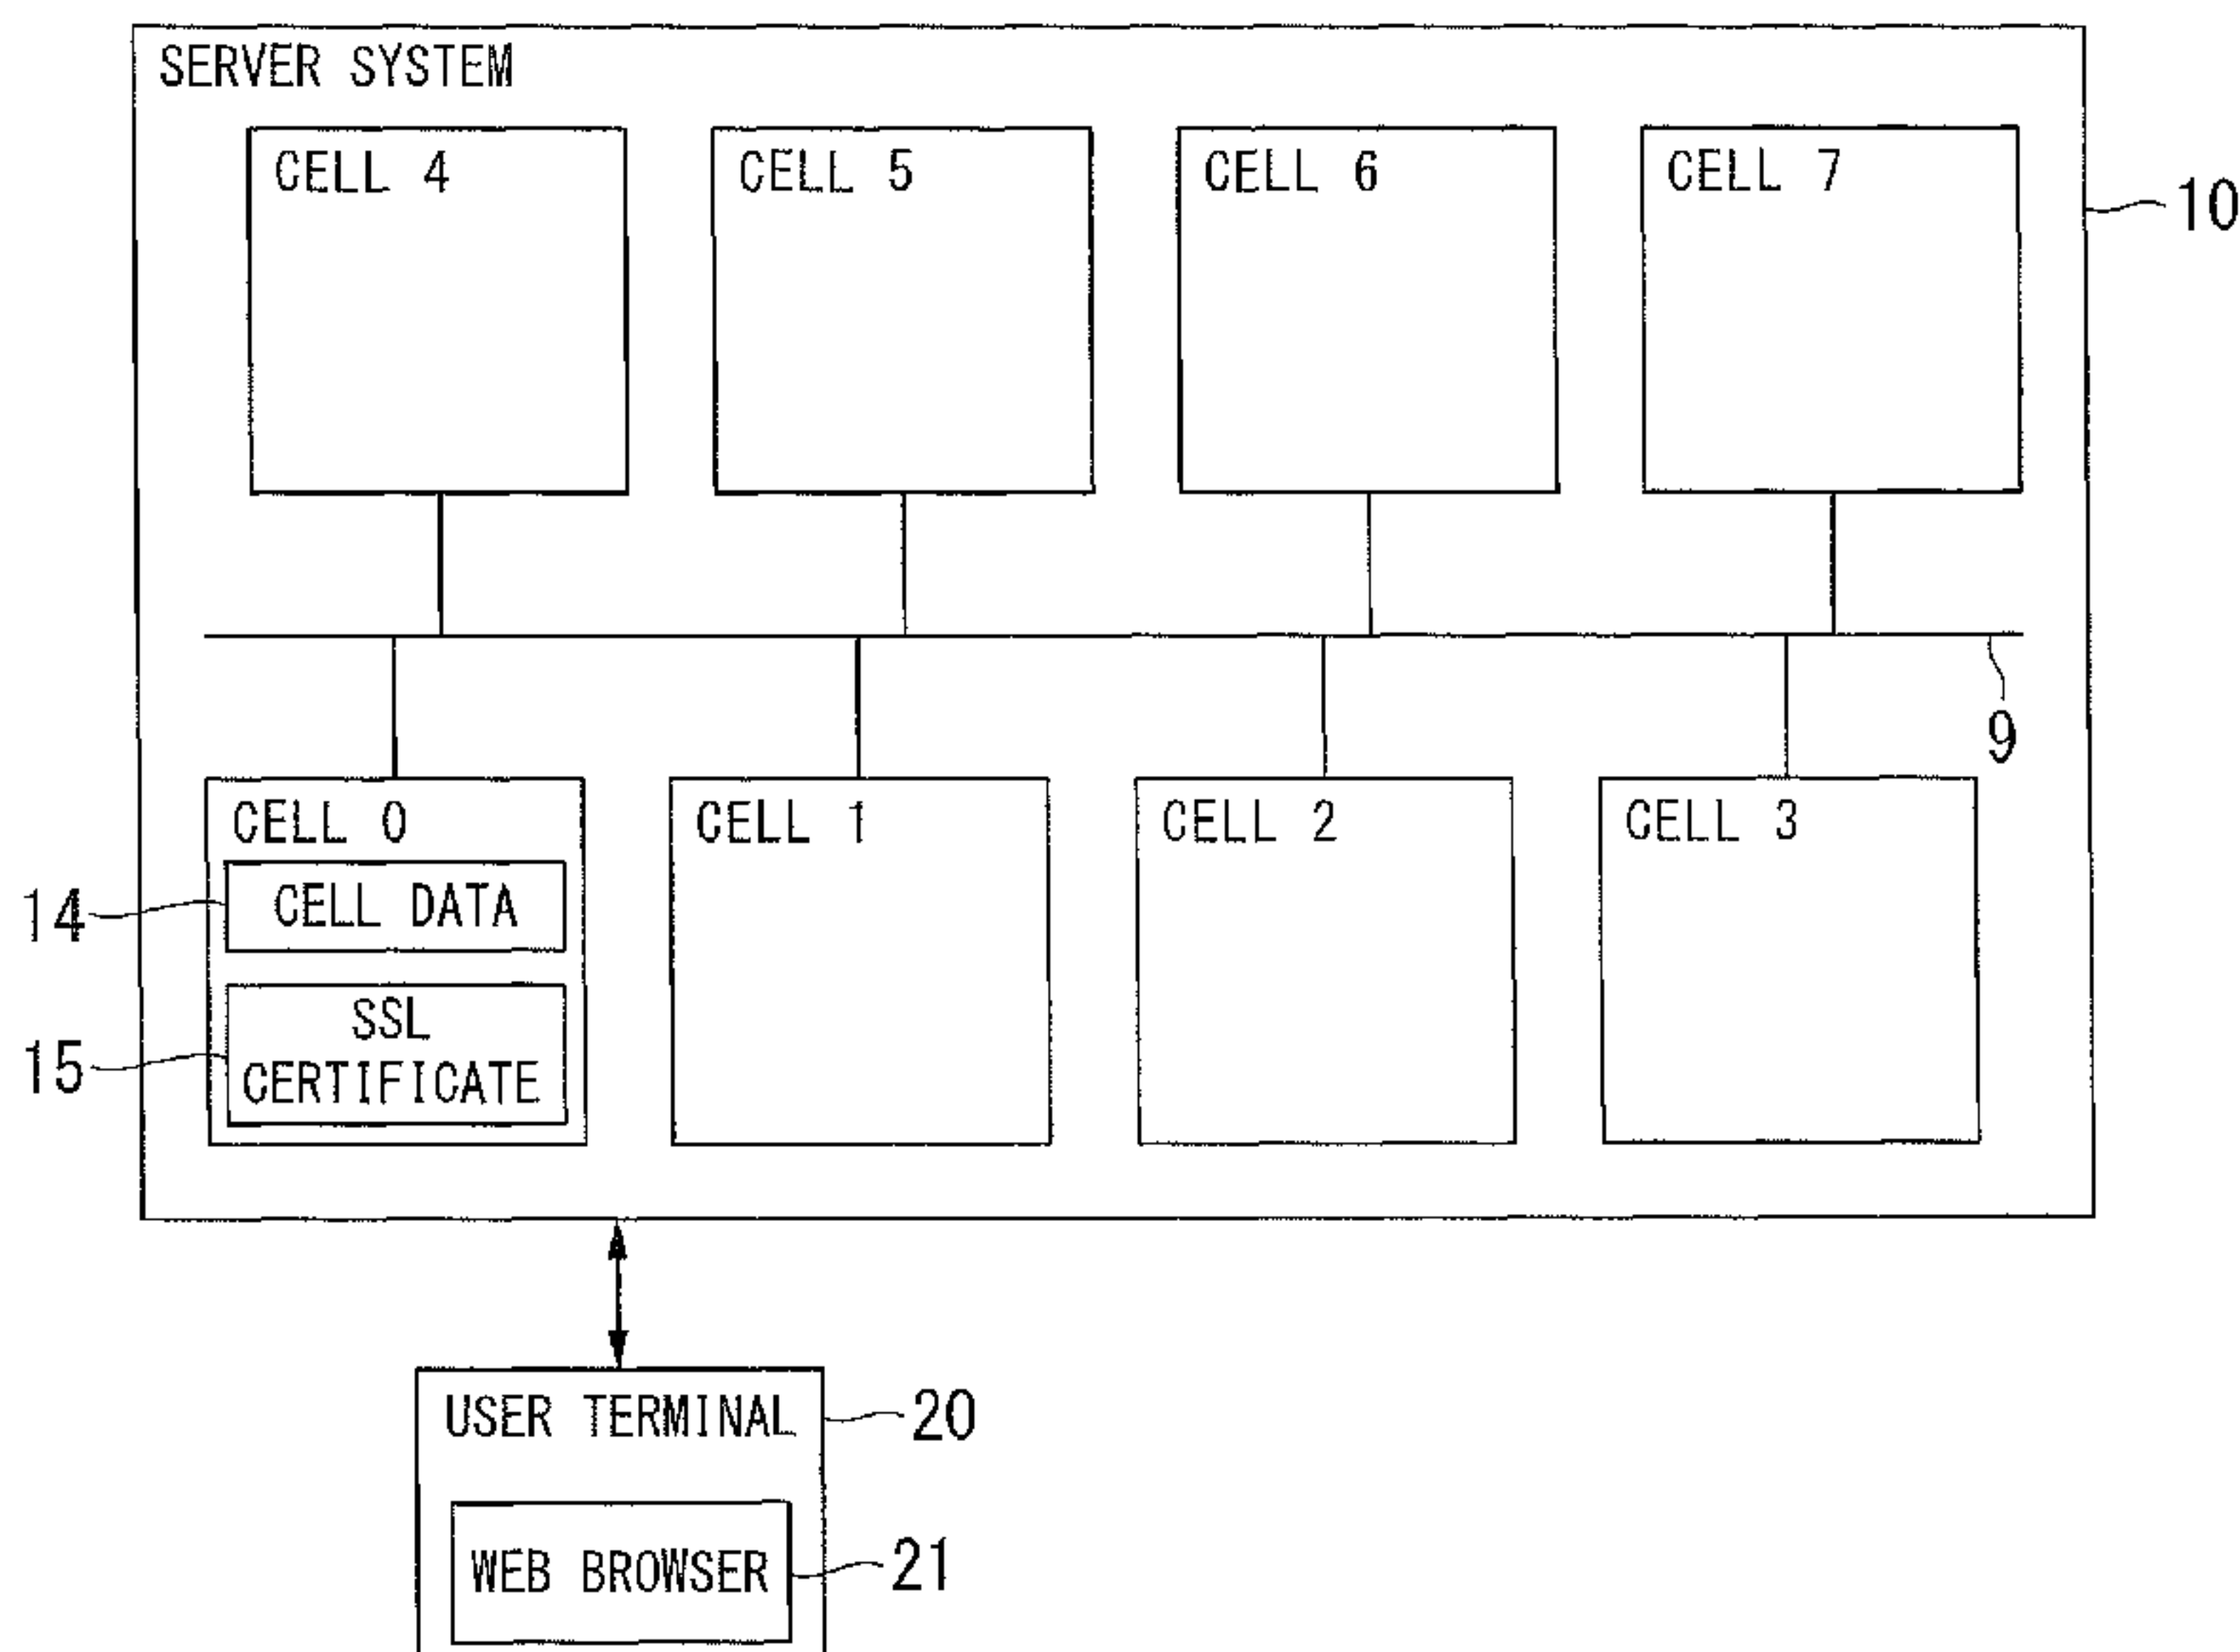 SERVER SYSTEM
CELL 4
CELL 5
CELL 6
CELL 7
10
9
CELL 0
CELL 1
CELL 2
CELL 3
14
CELL DATA
15
SSL
CERTIFICATE
USER TERMINAL
20
WEB BROWSER
21